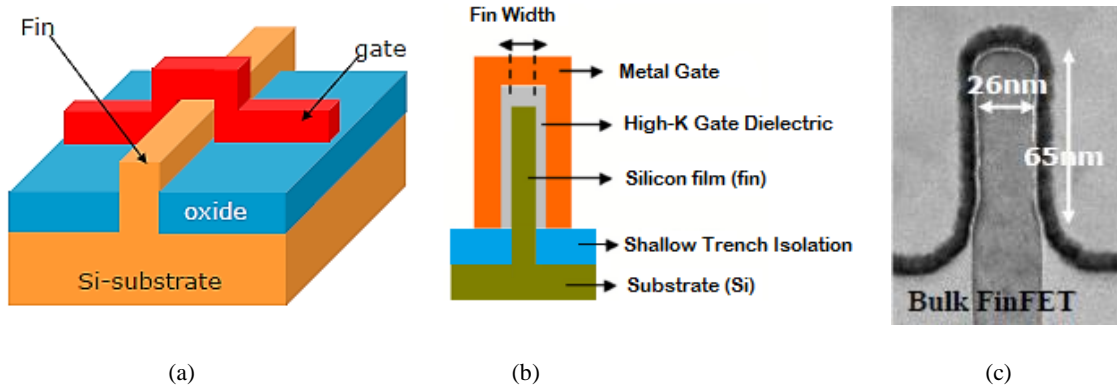 Fin
gate
oxide
Si-substrate
(a)
Fin Width
Metal Gate
High-K Gate Dielectric
Silicon film (fin)
Shallow Trench Isolation
Substrate (Si)
(b)
26nm
65nm
Bulk FinFET
(c)